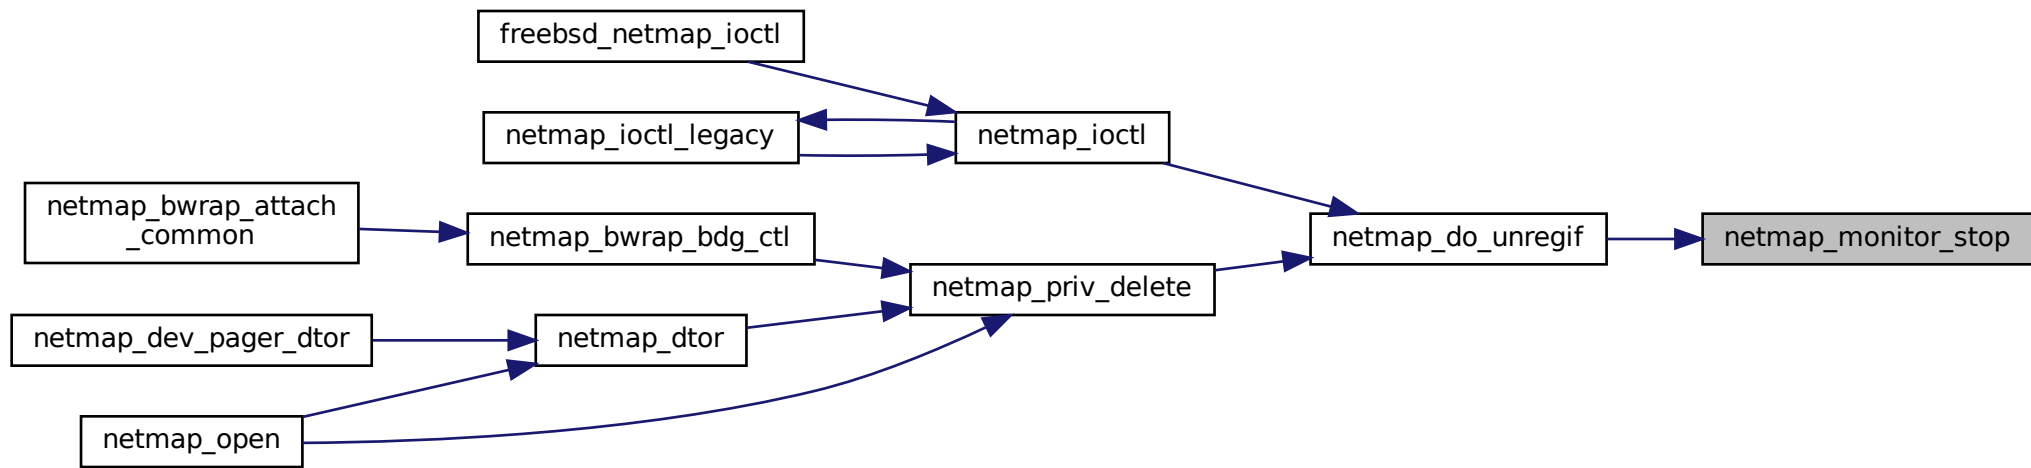 freebsd_netmap_ioctl
netmap_ioctl_legacy
netmap_ioctl
netmap_bwrap_attach
_common
netmap_bwrap_bdg_ctl
netmap_do_unregif
netmap_monitor_stop
netmap_priv_delete
netmap_dev_pager_dtor
netmap_dtor
netmap_open